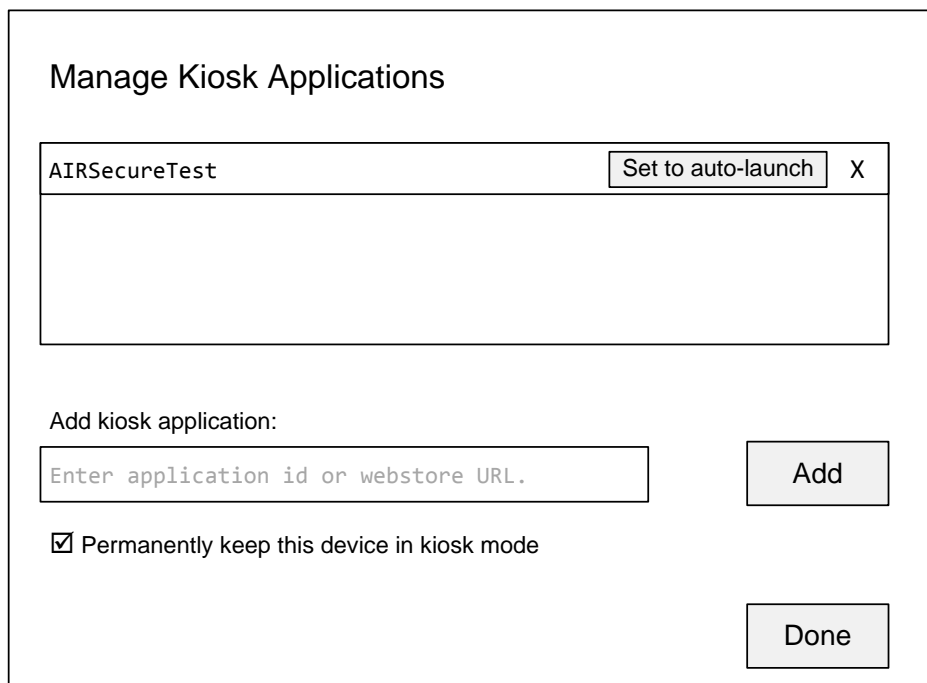 Manage Kiosk Applications
AIRSecureTest Set to auto-launch X
Add kiosk application:
Enter application id or webstore URL. Add
☑ Permanently keep this device in kiosk mode
Done